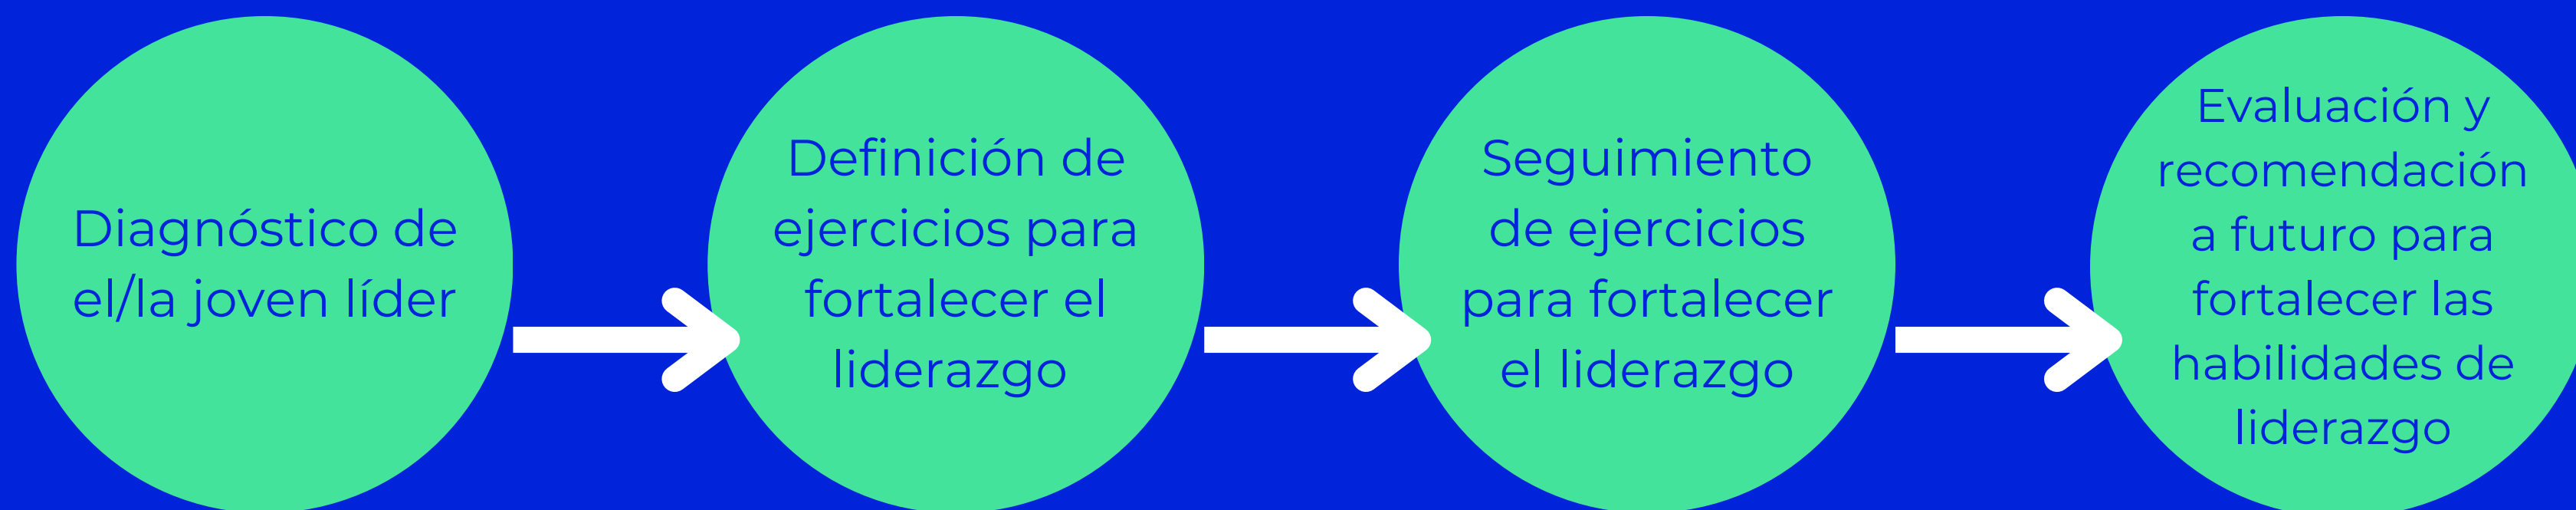 Diagnóstico de
el/la joven líder
Definición de
ejercicios para
fortalecer el
liderazgo
Seguimiento
de ejercicios
para fortalecer
el liderazgo
Evaluación y
recomendación
a futuro para
fortalecer las
habilidades de
liderazgo